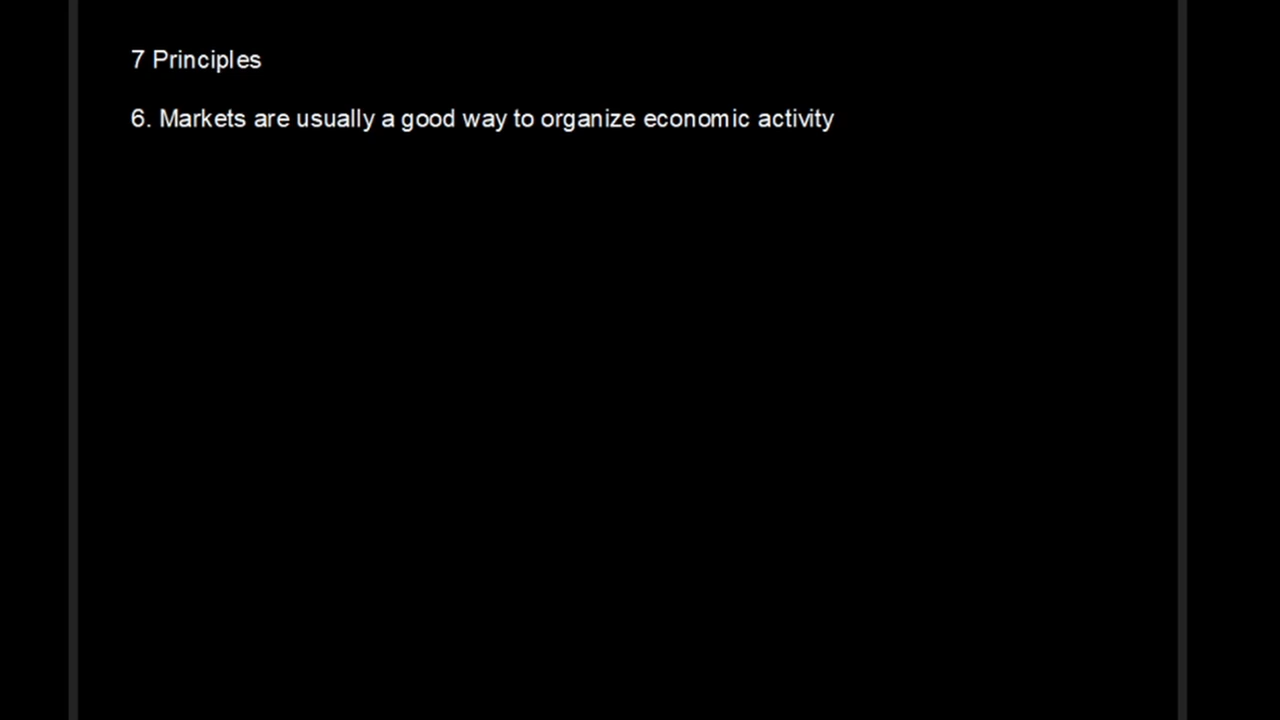 7 Principles
6. Markets are usually a good way to organize economic activity